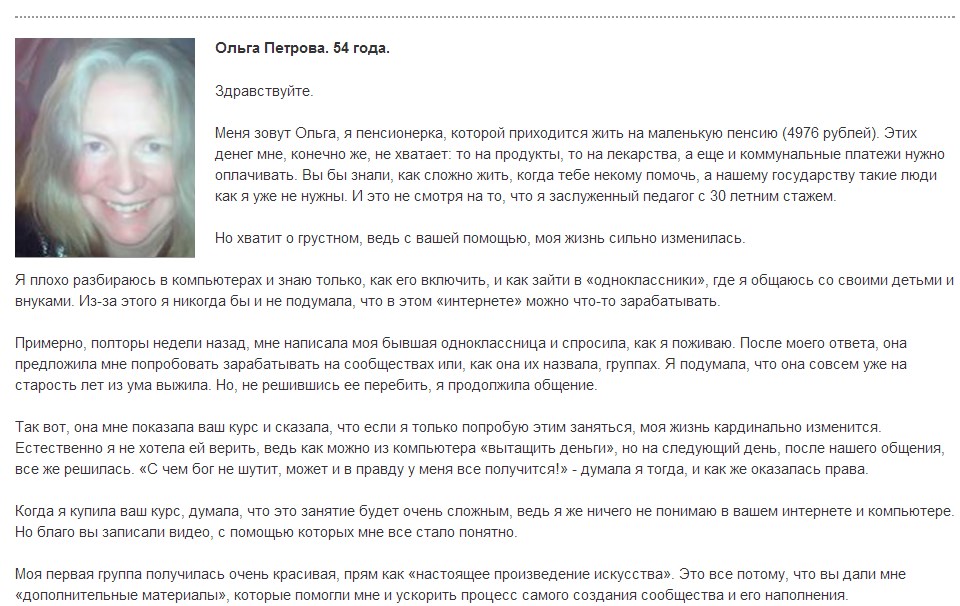 Ольга Петрова. 54 года.
Здравствуйте.
Меня зовут Ольга, я пенсионерка, которой приходится жить на маленькую пенсию (4976 рублей). Этих
денег мне, конечно же, не хватает: то на продукты, то на лекарства, а еще и коммунальные платежи нужно
оплачивать. Вы бы знали, как сложно жить, когда тебе некому помочь, а нашему государству такие люди
как я уже не нужны. И это не смотря на то, что я заслуженный педагог с 30 летним стажем.
Но хватит о грустном, ведь с вашей помощью, моя жизнь сильно изменилась.
Я плохо разбираюсь в компьютерах и знаю только, как его включить, и как зайти в «одноклассники», где я общаюсь со своими детьми и
внуками. Из-за этого я никогда бы и не подумала, что в этом «интернете» можно что-то зарабатывать.
Примерно, полторы недели назад, мне написала моя бывшая одноклассница и спросила, как я поживаю. После моего ответа, она
предложила мне попробовать зарабатывать на сообществах или, как она их назвала, группах. Я подумала, что она совсем уже на
старость лет из ума выжила. Но, не решившись ее перебить, я продолжила общение.
Так вот, она мне показала ваш курс и сказала, что если я только попробую этим заняться, моя жизнь кардинально изменится.
Естественно я не хотела ей верить, ведь как можно из компьютера «вытащить деньги», но на следующий день, после нашего общения,
все же решилась. «С чем бог не шутит, может и в правду у меня все получится!» - думала я тогда, и как же оказалась права.
Когда я купила ваш курс, думала, что это занятие будет очень сложным, ведь я же ничего не понимаю в вашем интернете и компьютере.
Но благо вы записали видео, с помощью которых мне все стало понятно.
Моя первая группа получилась очень красивая, прям как «настоящее произведение искусства». Это все потому, что вы дали мне
«дополнительные материалы», которые помогли мне и ускорить процесс самого создания сообщества и его наполнения.